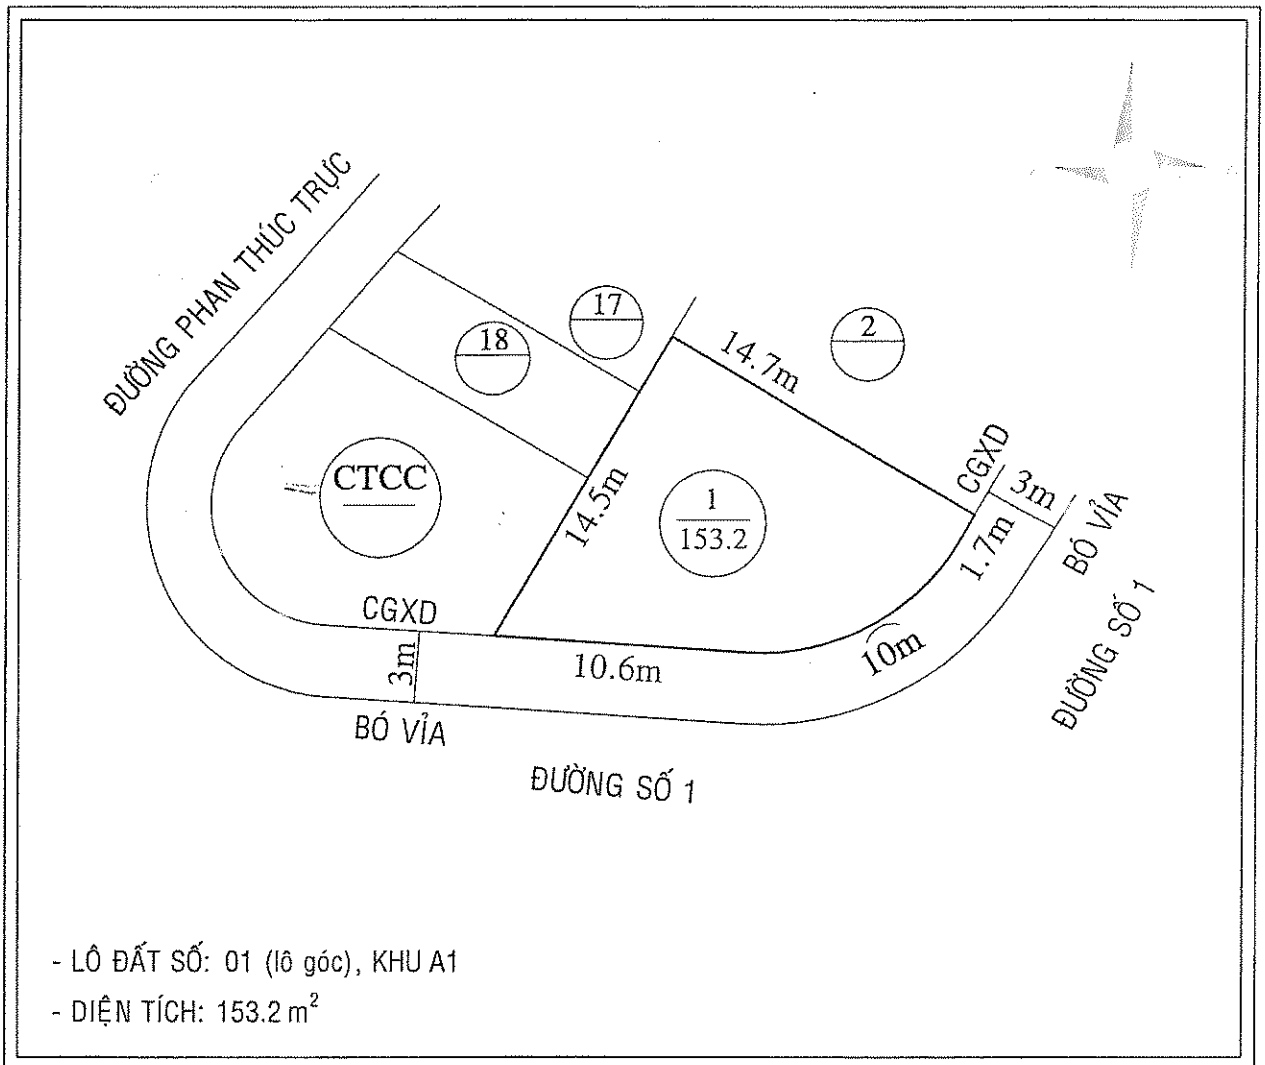 ĐƯỜNG PHAN THÚC TRỰC
17
18
2
14.7m
CTCC
14.5m
1
153.2
CGXD
3m
1.7m
BÓ VỈA
CGXD
3m
10.6m
10m
ĐƯỜNG SỐ 1
BÓ VỈA
ĐƯỜNG SỐ 1
- LÔ ĐẤT SỐ: 01 (lô góc), KHU A1
- DIỆN TÍCH: 153.2 m²